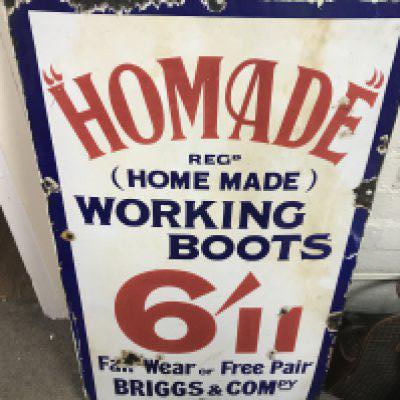 "HOMADE"
REGD
(HOME MADE)
WORKING
BOOTS
6'11
Fair Wear or Free Pair
BRIGGS & COMPY